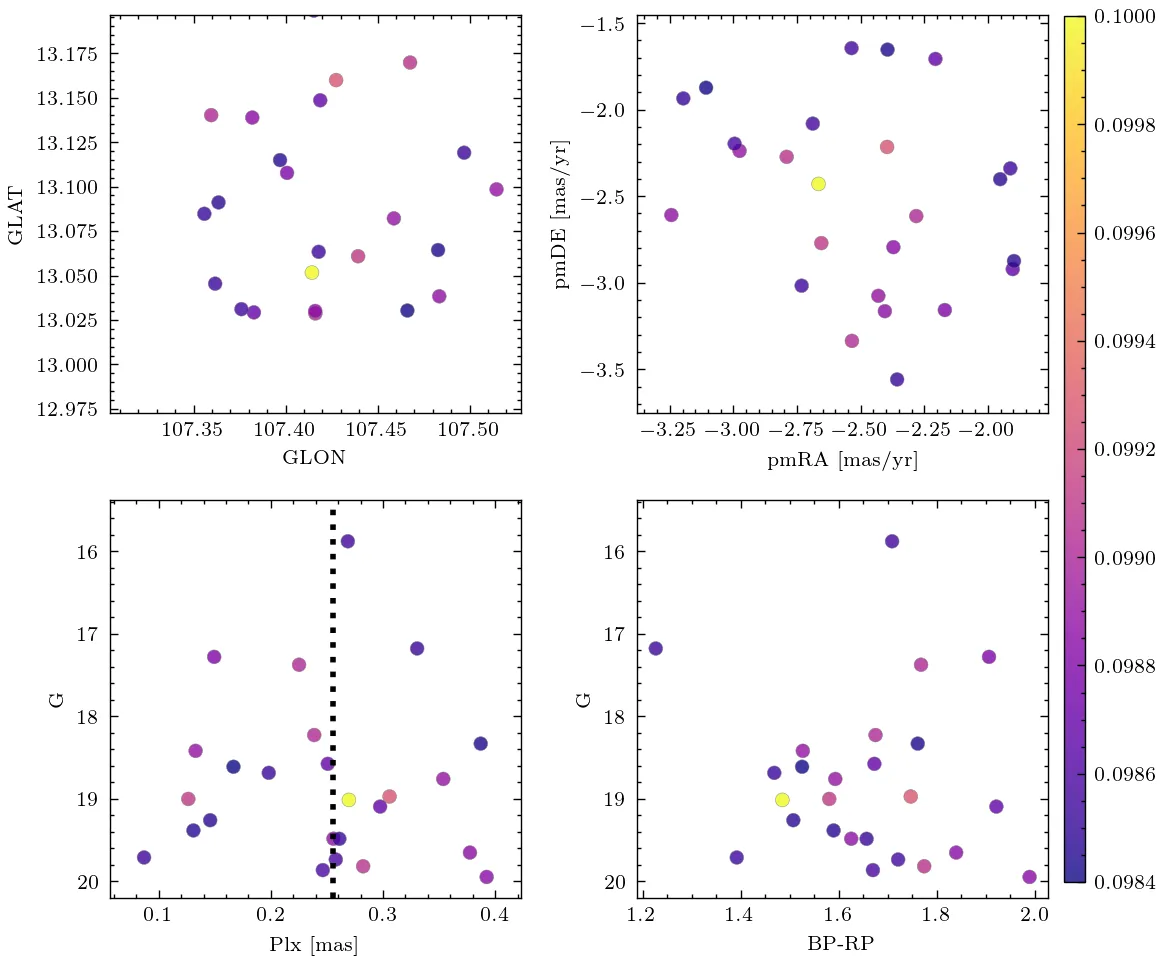 13.175
13.150
13.125
13.100
13.075
13.050
13.025
13.000
12.975
GLAT
107.35 107.40 107.45 107.50
GLON
−1.5
−2.0
−2.5
−3.0
−3.5
pmDE [mas/yr]
−3.25 −3.00 −2.75 −2.50 −2.25 −2.00
pmRA [mas/yr]
16
17
18
19
20
G
0.1 0.2 0.3 0.4
Plx [mas]
16
17
18
19
20
G
1.2 1.4 1.6 1.8 2.0
BP-RP
0.1000
0.0998
0.0996
0.0994
0.0992
0.0990
0.0988
0.0986
0.0984